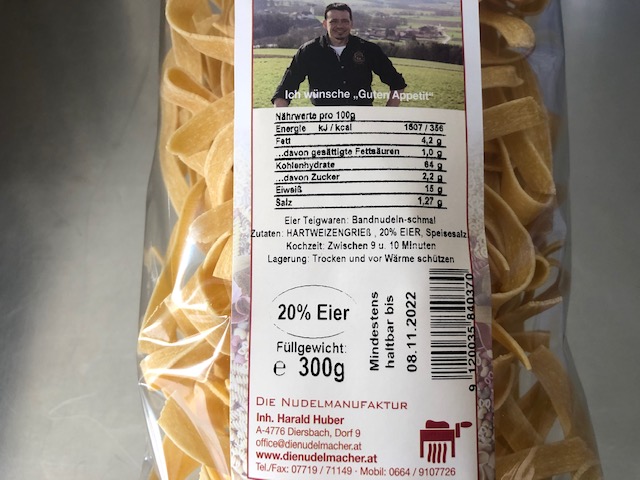 Ich wünsche „Guten Appetit“
Nährwerte pro 100g
Energie kJ / kcal 1507 / 356
Fett 4,2 g
...davon gesättigte Fettsäuren 1,0 g
Kohlenhydrate 64 g
...davon Zucker 2,2 g
Eiweiß 15 g
Salz 1,27 g
Eier Teigwaren: Bandnudeln-schmal
Zutaten: HARTWEIZENGRIEß , 20% EIER, Speisesalz
Kochzeit: Zwischen 9 u. 10 Minuten
Lagerung: Trocken und vor Wärme schützen
20% Eier
Füllgewicht:
e 300g
Mindestens
haltbar bis
08.11.2022
9 120035 840370
DIE NUDELMANUFAKTUR
Inh. Harald Huber
A-4776 Diersbach, Dorf 9
office@dienudelmacher.at
www.dienudelmacher.at
Tel./Fax: 07719 / 71149 · Mobil: 0664 / 9107726